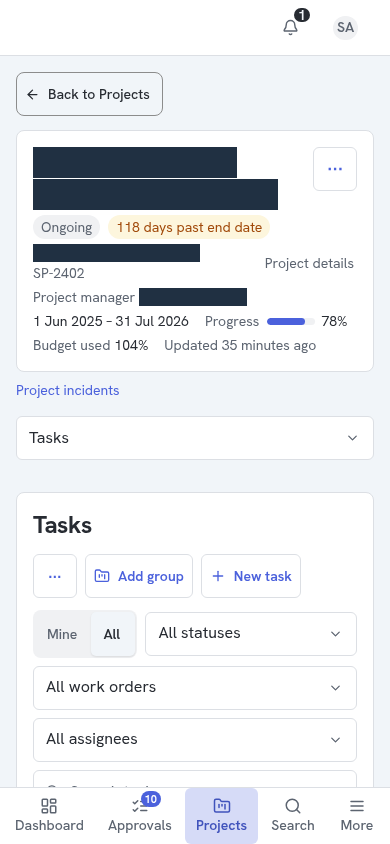 1
SA
Back to Projects
...
Ongoing
118 days past end date
SP-2402
Project details
Project manager
1 Jun 2025 – 31 Jul 2026 Progress 78%
Budget used 104% Updated 35 minutes ago
Project incidents
Tasks
Tasks
...
Add group
New task
Mine
All
All statuses
All work orders
All assignees
10
Dashboard
Approvals
Projects
Search
More